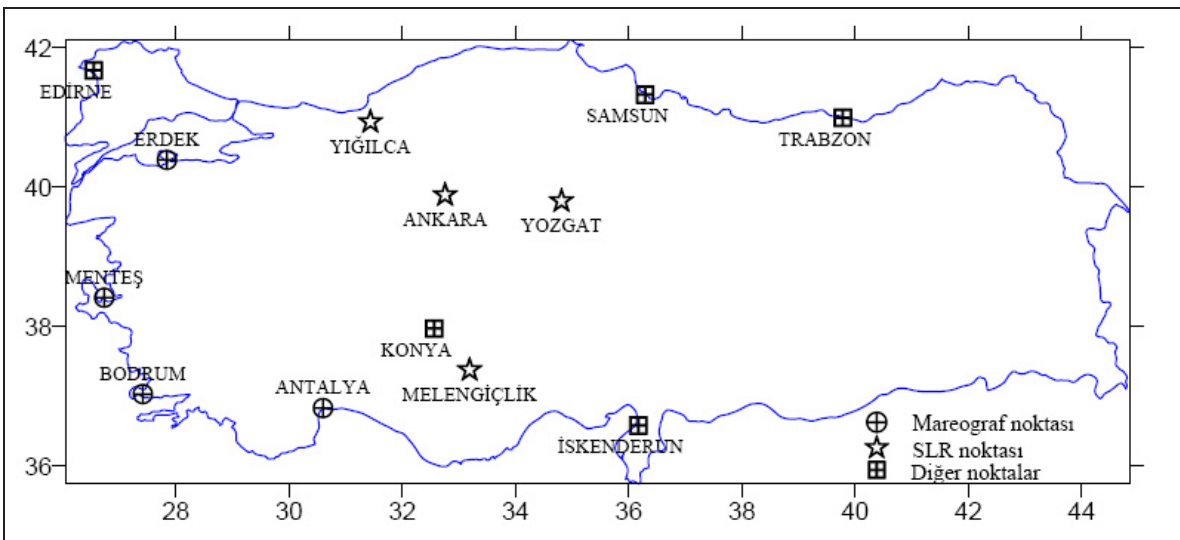 42
EDİRNE
SAMSUN
ERDEK
YIĞILCA
TRABZON
40
ANKARA
YOZGAT
MENTEŞ
38
KONYA
BODRUM
ANTALYA
MELENGİÇLİK
Mareograf noktası
İSKENDERUN
SLR noktası
36
Diğer noktalar
28 30 32 34 36 38 40 42 44